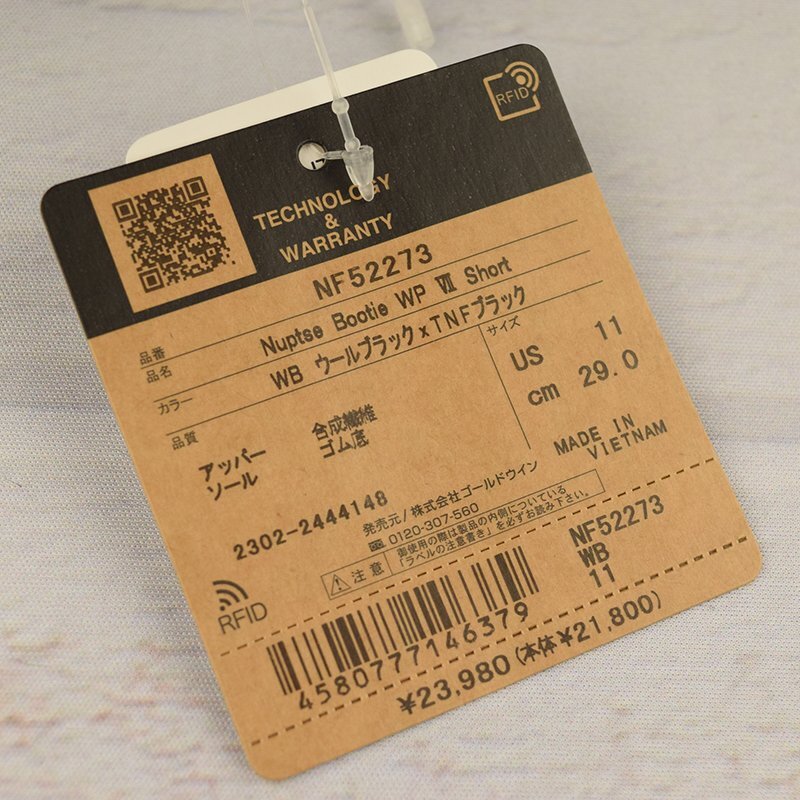 RFID
TECHNOLOGY
&
WARRANTY
品番 NF52273
品名 Nuptse Bootie WP Ⅶ Short
カラー WB ウールブラックxTNFブラック
品質
アッパー 合成繊維
ソール ゴム底
サイズ
US 11
cm 29.0
MADE IN
VIETNAM
2302-2444148
発売元/株式会社ゴールドウイン
0120-307-560
注意 御使用の際は製品の内側についている
「ラベルの注意書き」を必ずお読み下さい。
RFID
NF52273
WB
11
4580777146379
¥23,980(本体¥21,800)